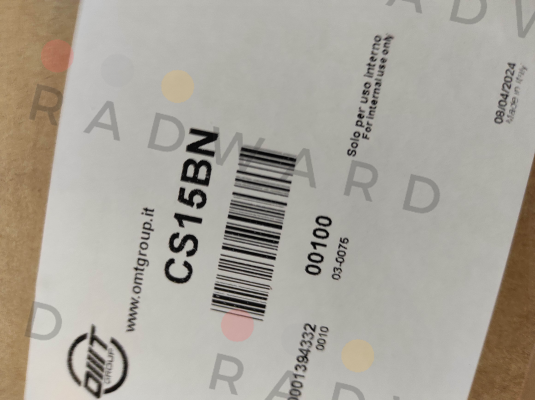 OMT
GROUP
www.omtgroup.it
CS15BN
00100
03-0075
0001394332
0010
Solo per uso interno
For internal use only
08/04/2024
Made in Italy
RADWARD